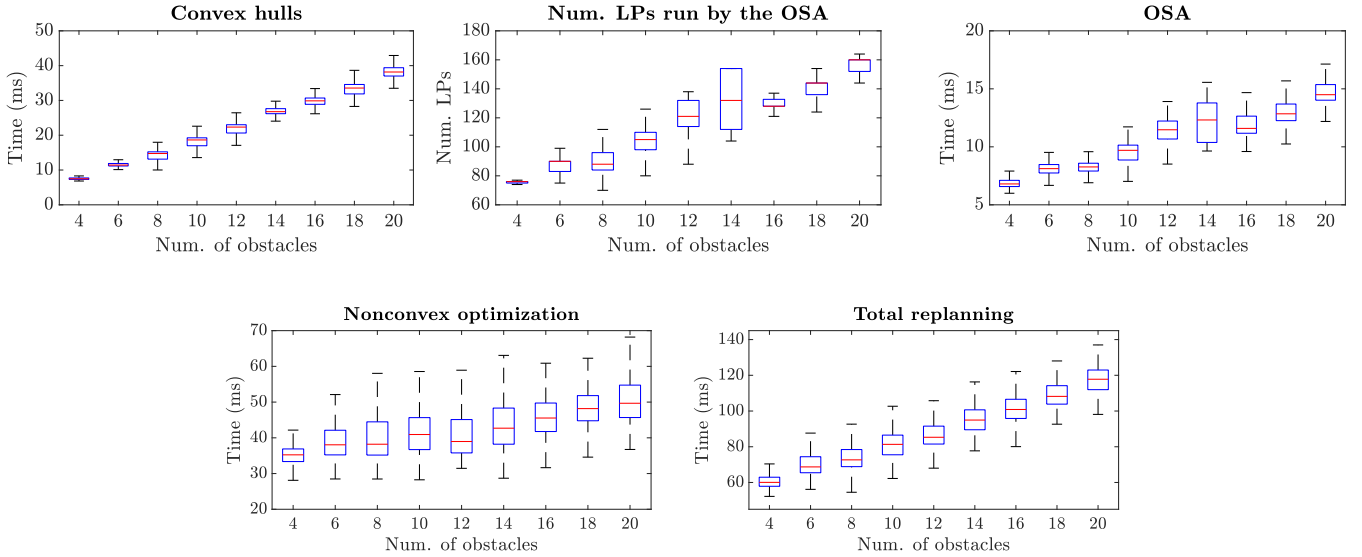 Convex hulls
50
40
30
20
10
0
Time (ms)
4 6 8 10 12 14 16 18 20
Num. of obstacles
Num. LPs run by the OSA
180
160
140
120
100
80
60
Num. LPs
4 6 8 10 12 14 16 18 20
Num. of obstacles
OSA
20
15
10
5
Time (ms)
4 6 8 10 12 14 16 18 20
Num. of obstacles
Nonconvex optimization
70
60
50
40
30
20
Time (ms)
4 6 8 10 12 14 16 18 20
Num. of obstacles
Total replanning
140
120
100
80
60
Time (ms)
4 6 8 10 12 14 16 18 20
Num. of obstacles